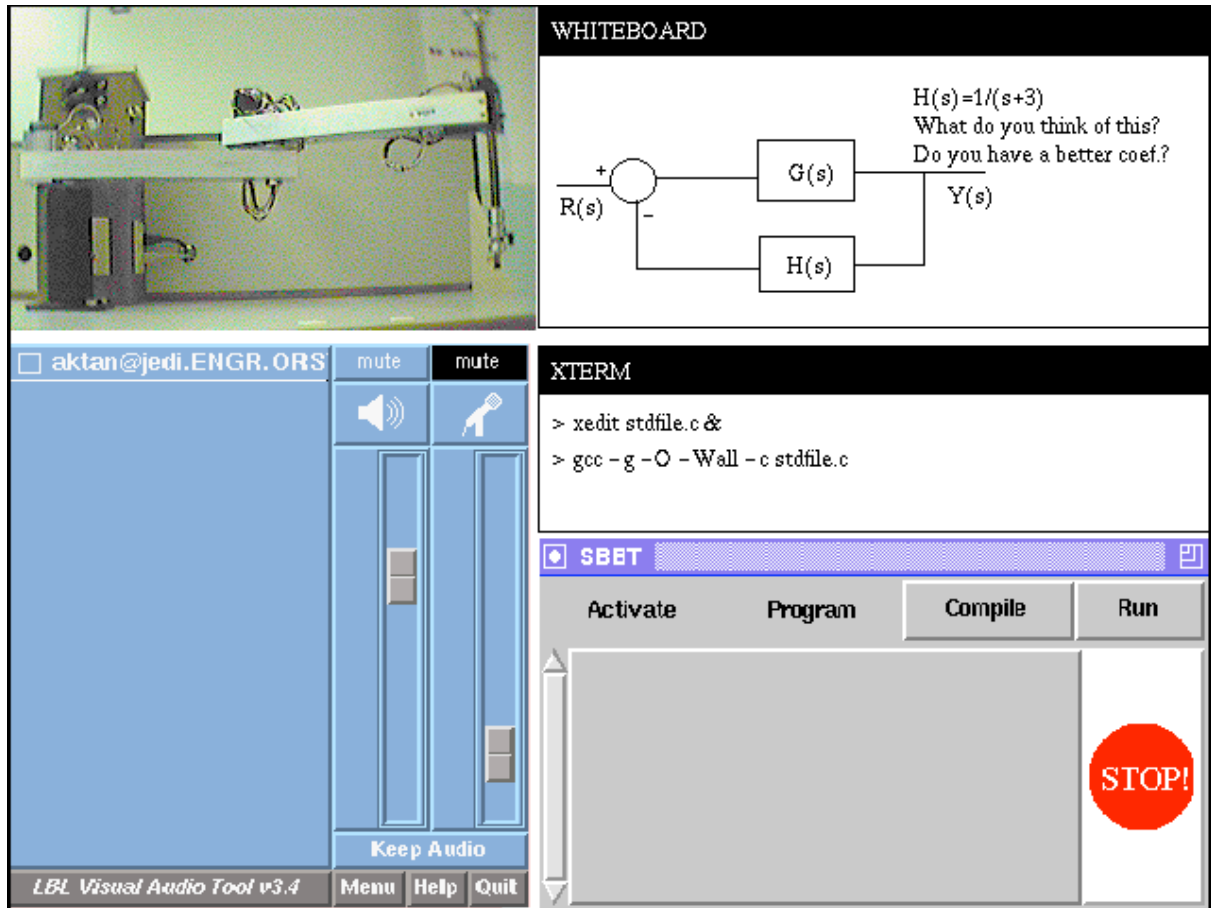 WHITEBOARD
H(s)=1/(s+3)
What do you think of this?
Do you have a better coef.?
+
G(s)
R(s)
Y(s)
-
H(s)
aktan@jedi.ENGR.ORS
mute
mute
XTERM
> xedit stdfile.c &
> gcc -g -O -Wall -c stdfile.c
SBBT
Activate
Program
Compile
Run
STOP!
Keep Audio
LBL Visual Audio Tool v3.4
Menu
Help
Quit